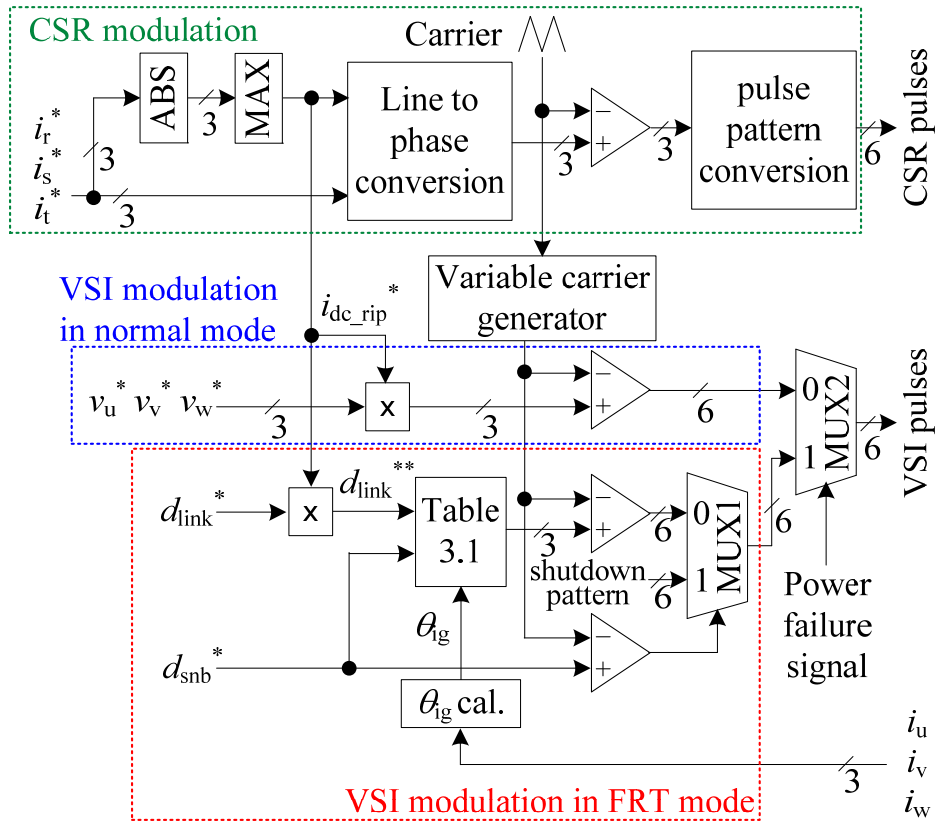 CSR modulation
Carrier
ABS
MAX
3
3
3
i_r^*
i_s^*
i_t^*
Line to
phase
conversion
−
+
3
3
pulse
pattern
conversion
6
CSR pulses
Variable carrier
generator
VSI modulation
in normal mode
i_dc_rip^*
v_u^* v_v^* v_w^*
3
x
3
−
+
6
0
1
MUX2
6
VSI pulses
d_link^*
x
d_link^**
Table
3.1
3
−
+
6
0
1
MUX1
6
shutdown
pattern
6
Power
failure
signal
θ_ig
d_snb^*
−
+
θ_ig cal.
i_u
i_v
i_w
3
VSI modulation in FRT mode